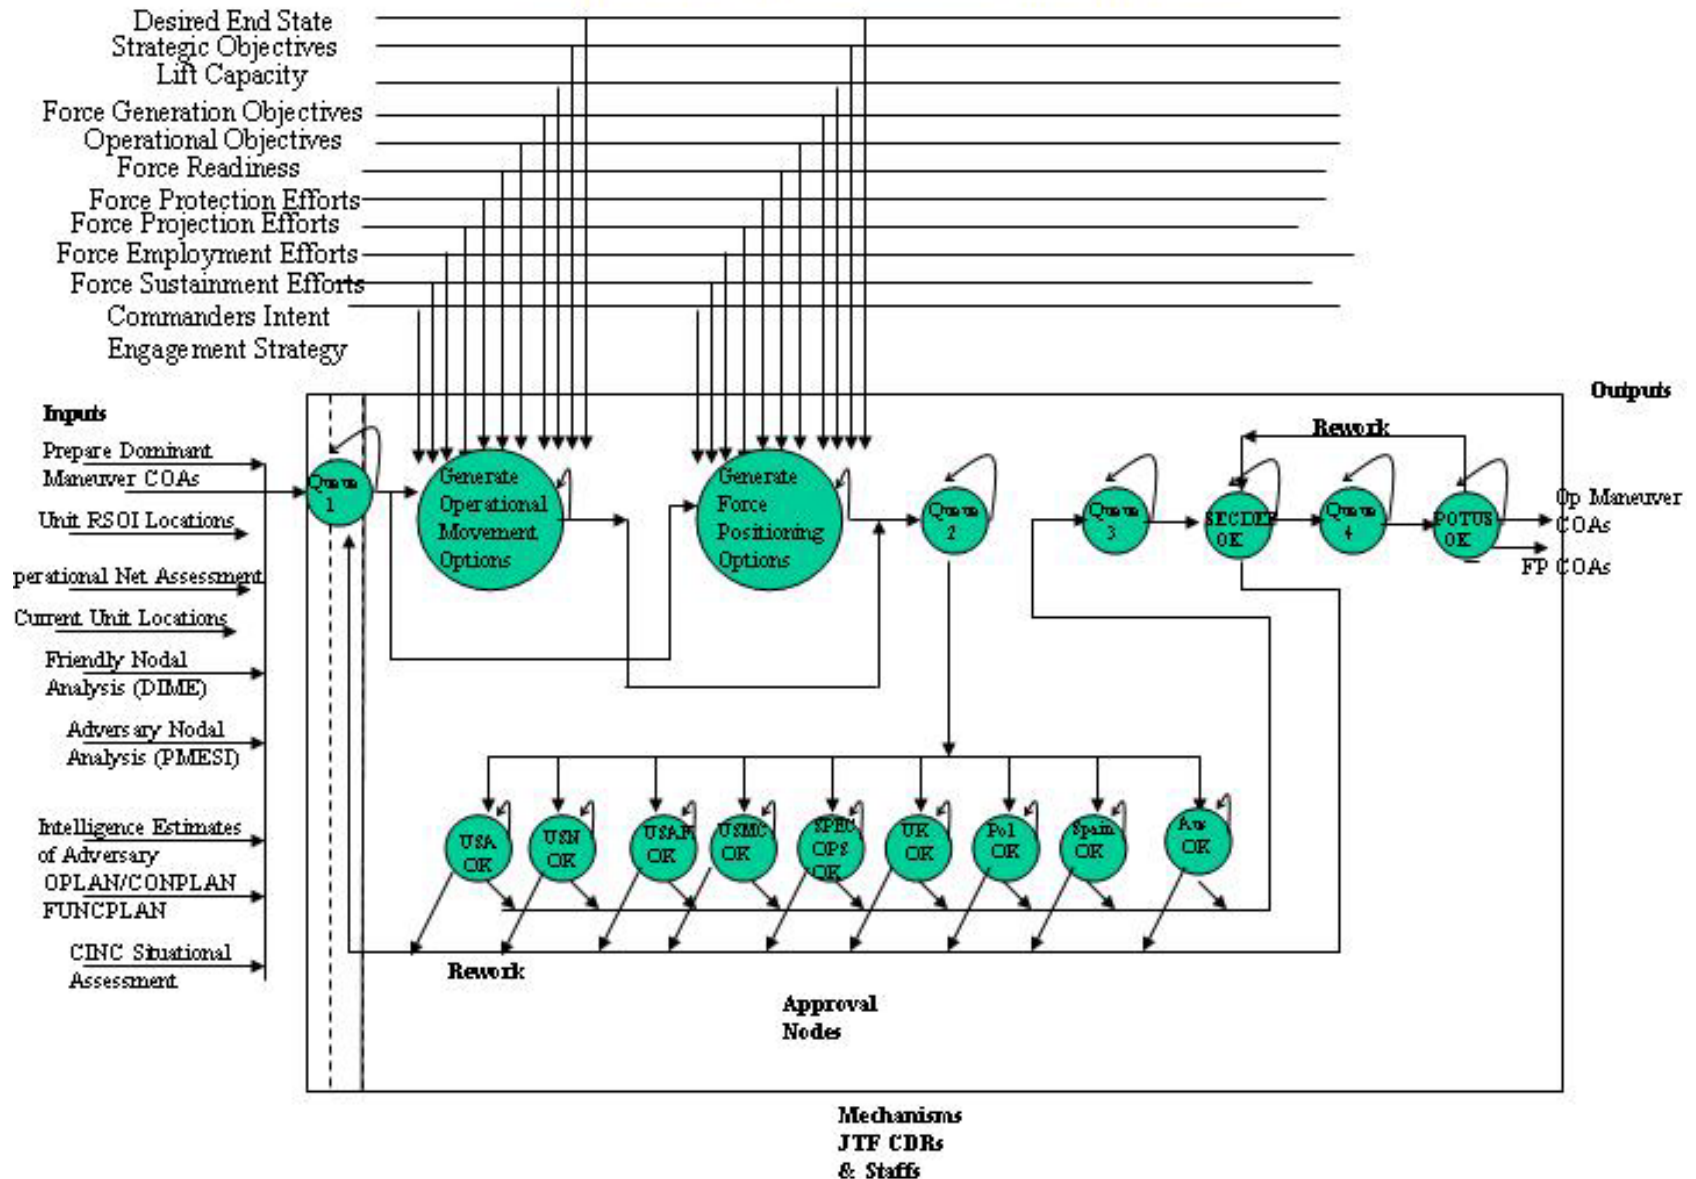 Desired End State
Strategic Objectives
Lift Capacity
Force Generation Objectives
Operational Objectives
Force Readiness
Force Protection Efforts
Force Projection Efforts
Force Employment Efforts
Force Sustainment Efforts
Commanders Intent
Engagement Strategy
Inputs
Prepare Dominant
Maneuver COAs
Unit RSOI Locations
perational Net Assessment
Current Unit Locations
Friendly Nodal
Analysis (DIME)
Adversary Nodal
Analysis (PMESI)
Intelligence Estimates
of Adversary
OPLAN/CONPLAN
FUNCPLAN
CINC Situational
Assessment
Queue
1
Generate
Operational
Movement
Options
Generate
Force
Positioning
Options
Queue
2
Queue
3
SECDEF
OK
Queue
4
POTUS
OK
Rework
Outputs
Op Maneuver
COAs
FP COAs
USA
OK
USN
OK
USAF
OK
USMC
OK
SPEC
OPS
OK
UK
OK
Pol
OK
Spain
OK
Aus
OK
Rework
Approval
Nodes
Mechanisms
JTF CDRs
& Staffs